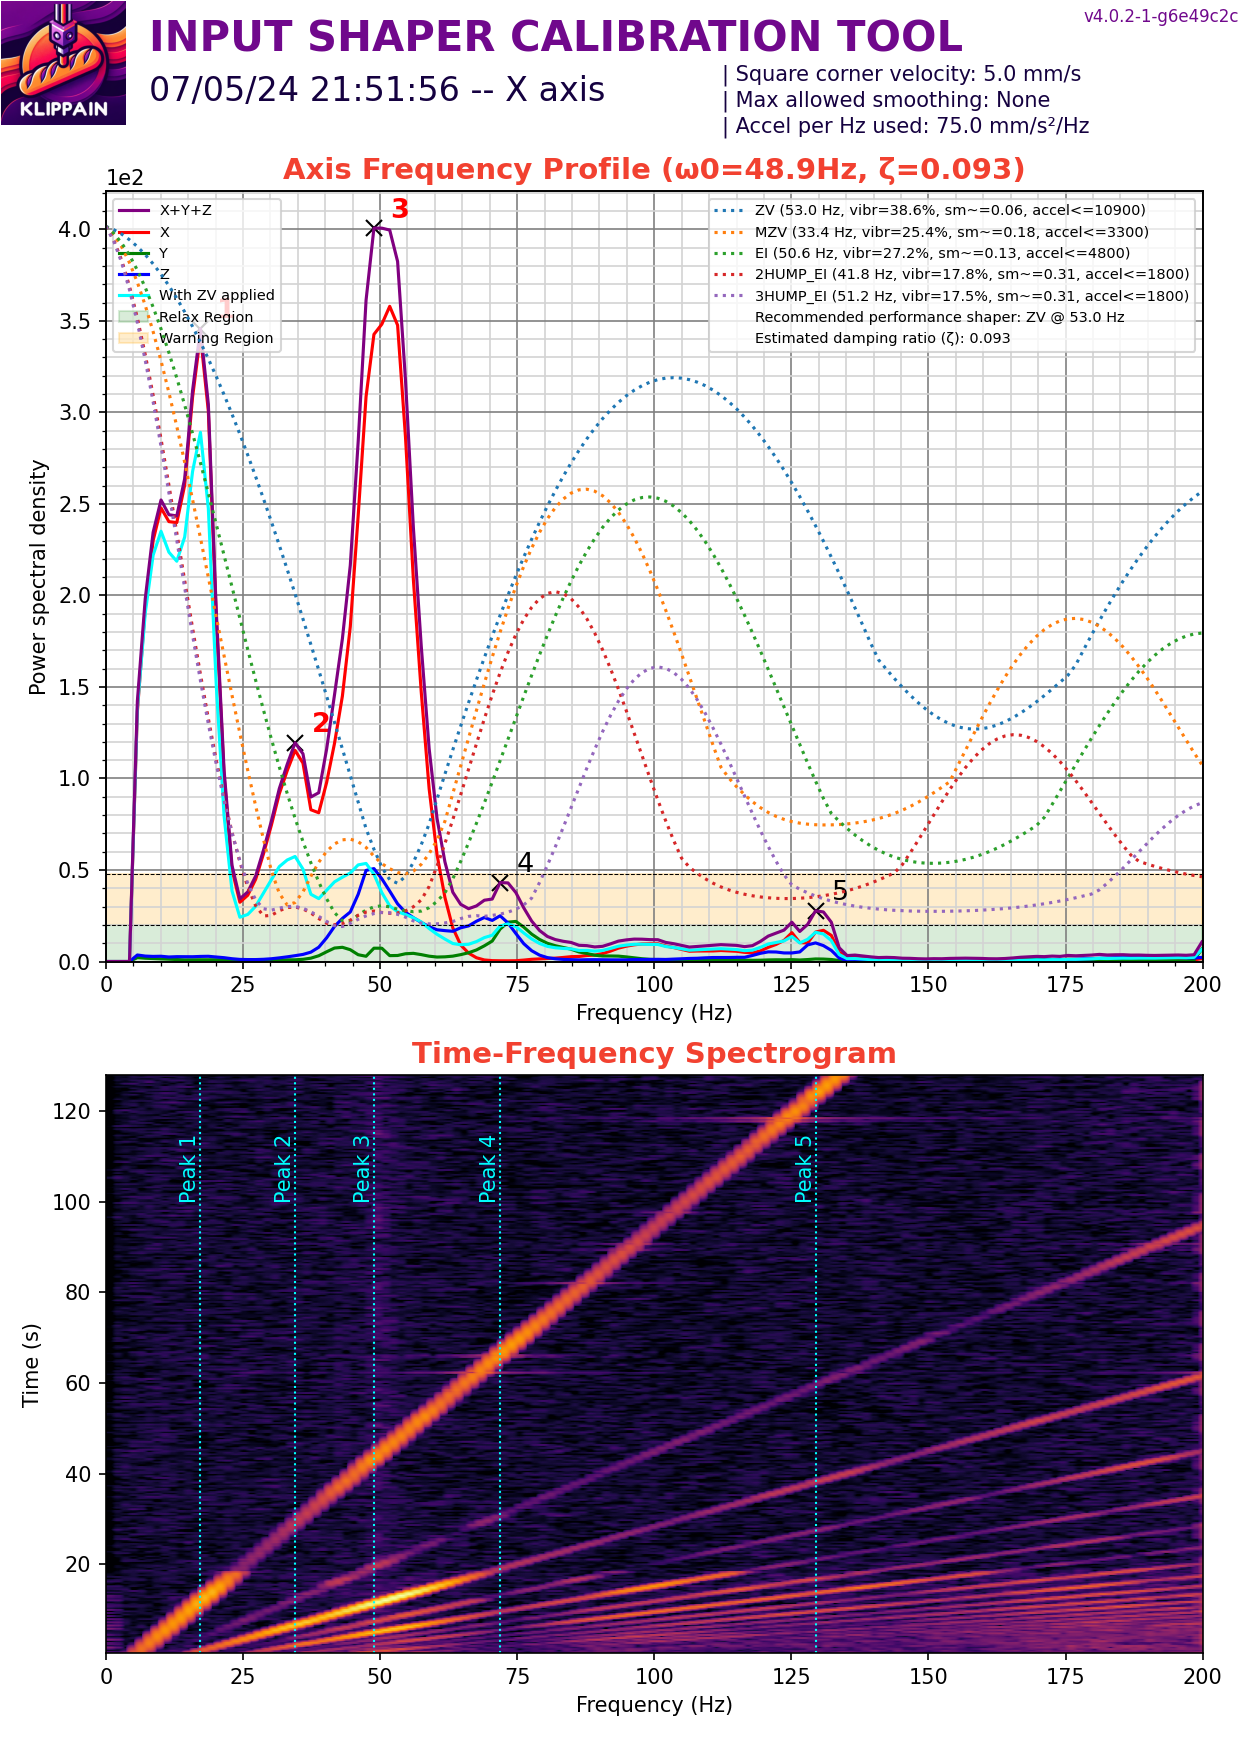 v4.0.2-1-g6e49c2c
INPUT SHAPER CALIBRATION TOOL
07/05/24 21:51:56 -- X axis
| Square corner velocity: 5.0 mm/s
| Max allowed smoothing: None
| Accel per Hz used: 75.0 mm/s²/Hz
KLIPPAIN
Axis Frequency Profile (ω0=48.9Hz, ζ=0.093)
1e2
X+Y+Z
X
Y
Z
With ZV applied
Relax Region
Warning Region
ZV (53.0 Hz, vibr=38.6%, sm~=0.06, accel<=10900)
MZV (33.4 Hz, vibr=25.4%, sm~=0.18, accel<=3300)
EI (50.6 Hz, vibr=27.2%, sm~=0.13, accel<=4800)
2HUMP_EI (41.8 Hz, vibr=17.8%, sm~=0.31, accel<=1800)
3HUMP_EI (51.2 Hz, vibr=17.5%, sm~=0.31, accel<=1800)
Recommended performance shaper: ZV @ 53.0 Hz
Estimated damping ratio (ζ): 0.093
1
2
3
4
5
4.0
3.5
3.0
2.5
2.0
1.5
1.0
0.5
0.0
Power spectral density
0 25 50 75 100 125 150 175 200
Frequency (Hz)
Time-Frequency Spectrogram
Peak 1
Peak 2
Peak 3
Peak 4
Peak 5
120
100
80
60
40
20
Time (s)
0 25 50 75 100 125 150 175 200
Frequency (Hz)